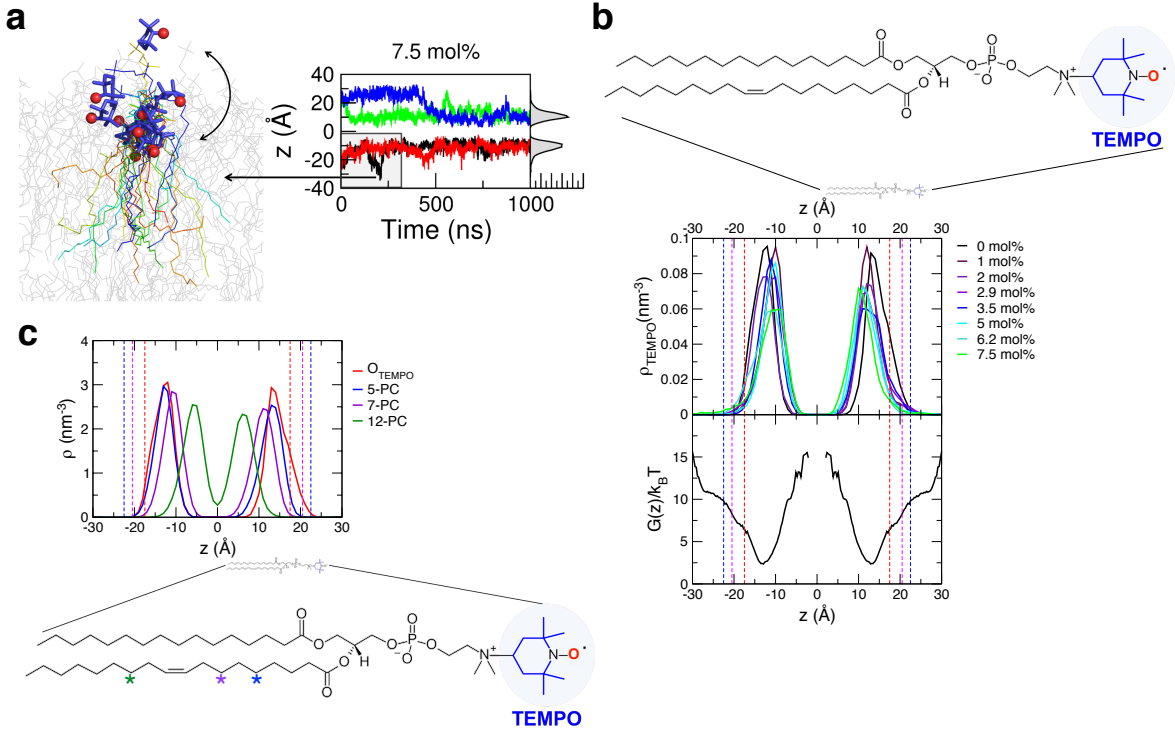 a
7.5 mol%
40
20
0
-20
-40
z (Å)
0
500
1000
Time (ns)
b
O
O
O
O
O
H
O
P
O
⁻O
O
N
+
N
O
·
TEMPO
z (Å)
-30
-20
-10
0
10
20
30
0.1
0.08
0.06
0.04
0.02
0
ρTEMPO(nm⁻³)
0 mol%
1 mol%
2 mol%
2.9 mol%
3.5 mol%
5 mol%
6.2 mol%
7.5 mol%
15
10
5
0
G(z)/kBT
-30
-20
-10
0
10
20
30
z (Å)
c
4
3
2
1
0
ρ (nm⁻³)
OTEMPO
5-PC
7-PC
12-PC
-30
-20
-10
0
10
20
30
z (Å)
O
O
O
O
O
H
O
P
O
⁻O
O
N
+
N
O
·
* * *
TEMPO